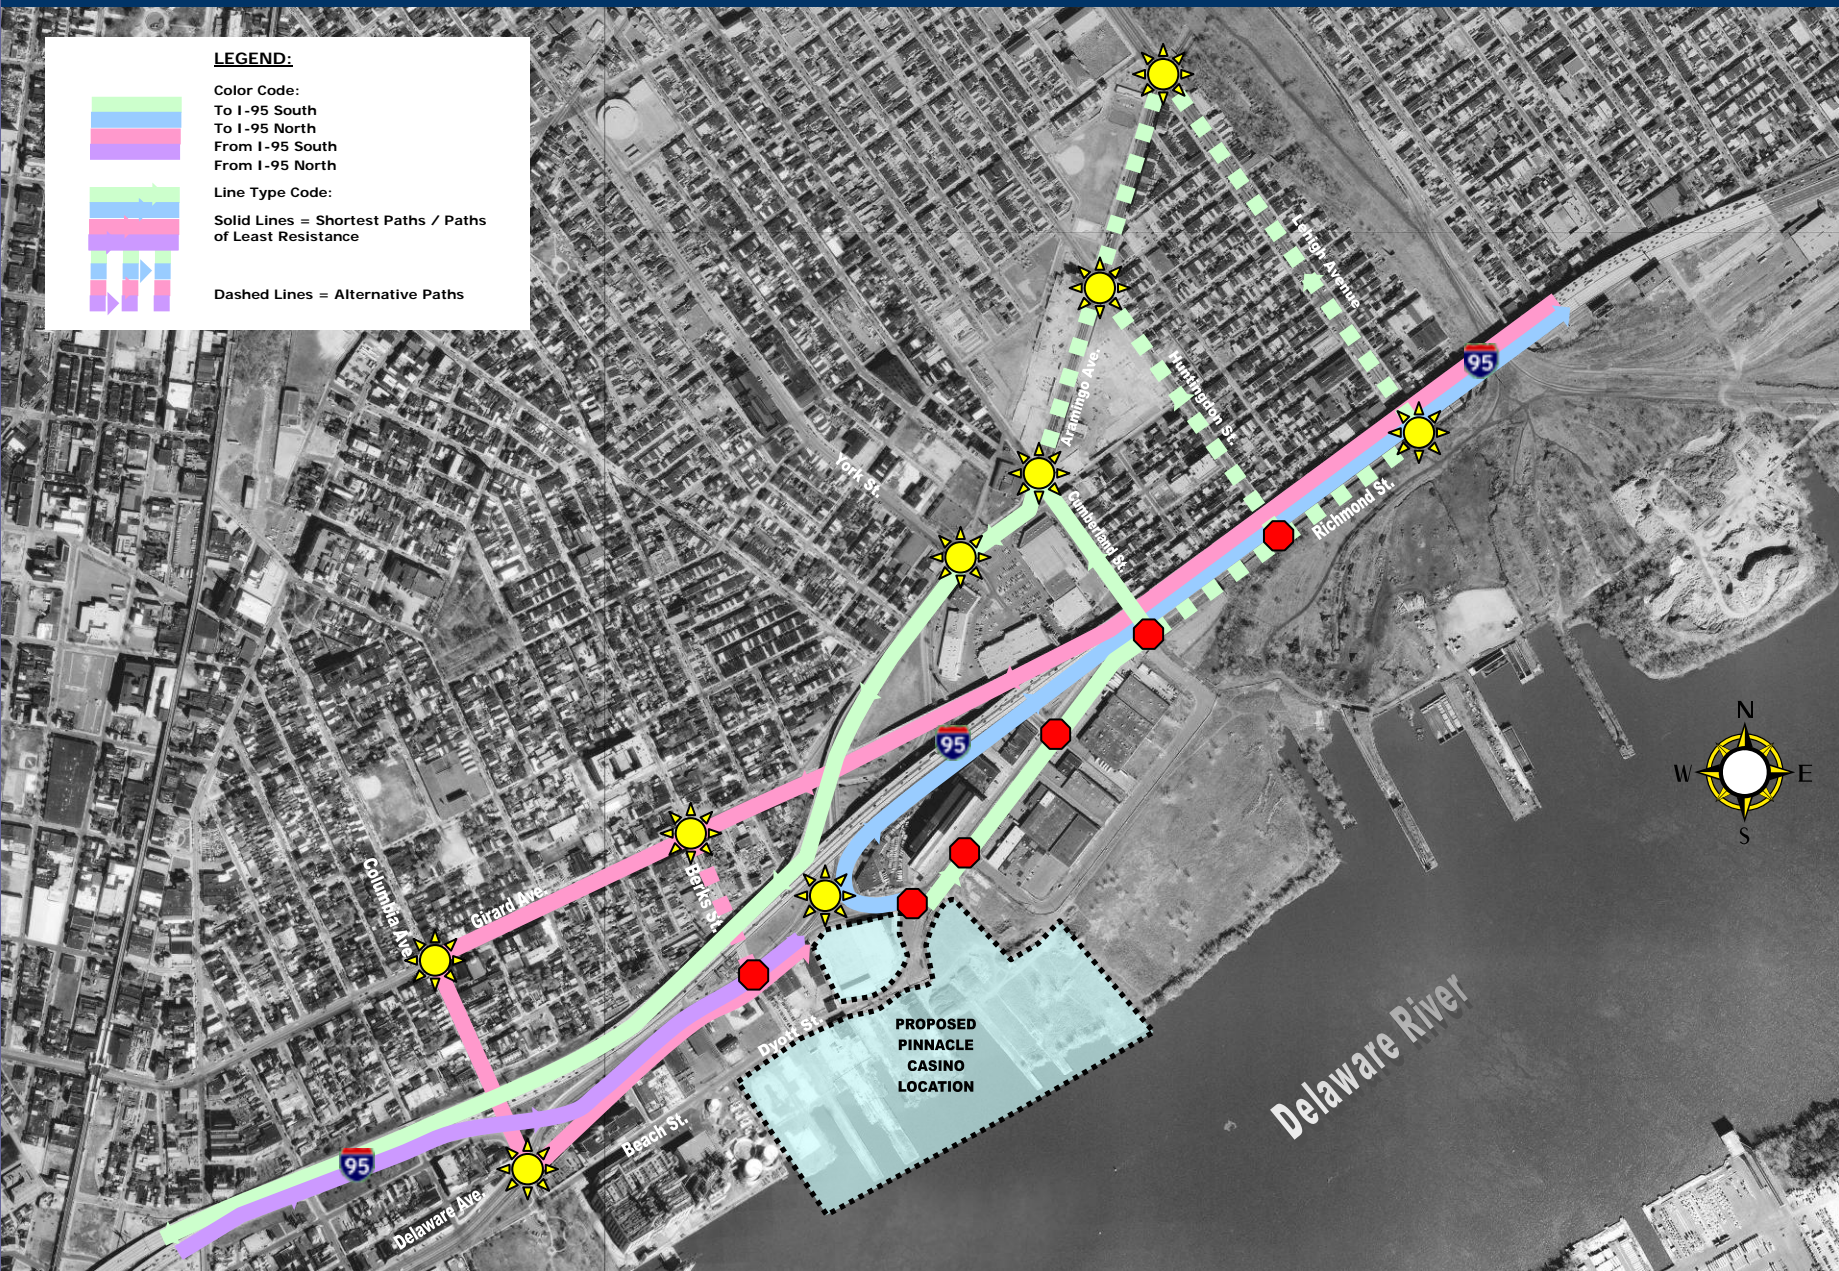 LEGEND:
Color Code:
To I-95 South
To I-95 North
From I-95 South
From I-95 North
Line Type Code:
Solid Lines = Shortest Paths / Paths
of Least Resistance
Dashed Lines = Alternative Paths
Lehigh Avenue
95
Aramingo Ave.
Huntingdon St.
York St.
Cumberland St.
Richmond St.
95
N
W E
S
Columbia Ave.
Girard Ave.
Berks St.
Dyott St.
PROPOSED
PINNACLE
CASINO
LOCATION
Delaware River
Beach St.
95
Delaware Ave.